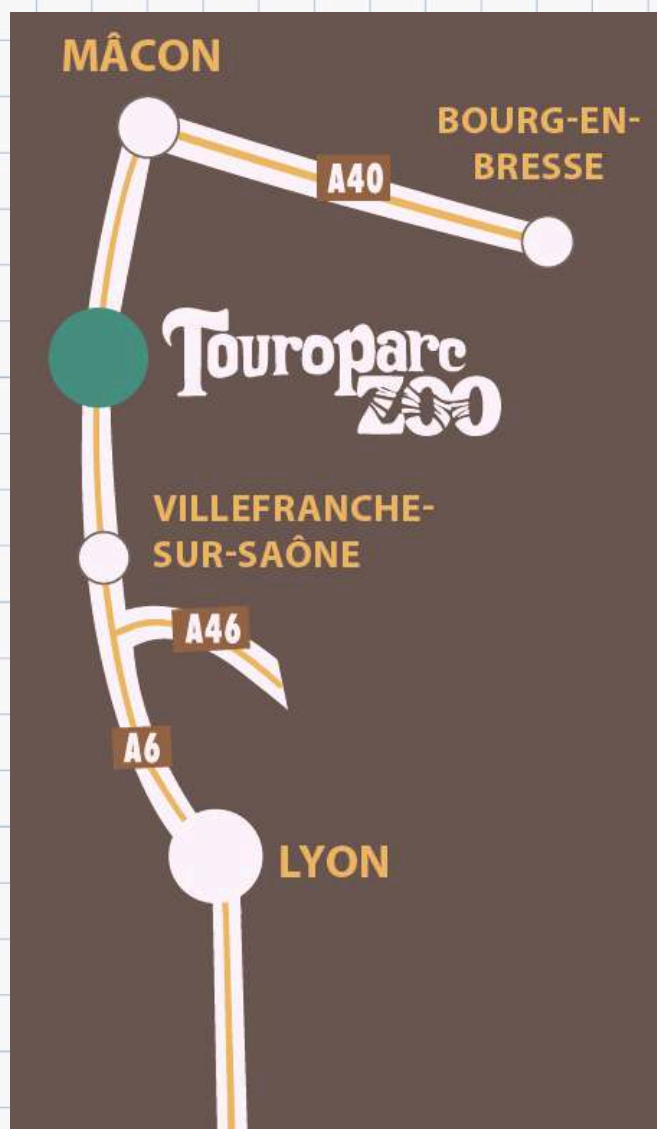 MÂCON
BOURG-EN-
BRESSE
A40
Touroparc
ZOO
VILLEFRANCHE-
SUR-SAÔNE
A46
A6
LYON